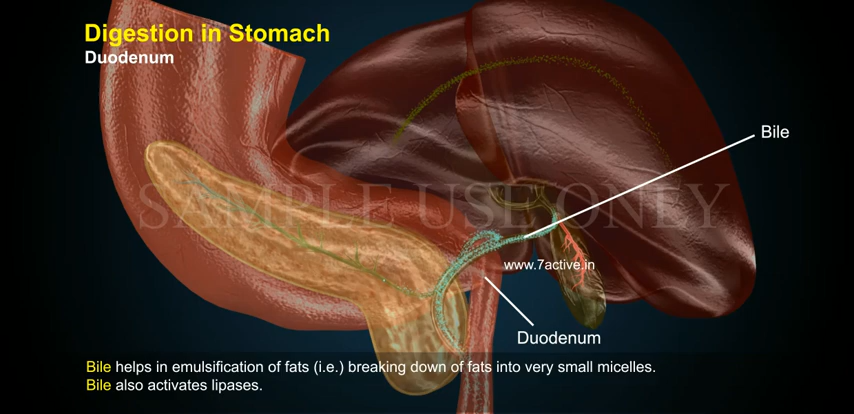 Digestion in Stomach
Duodenum
Bile
SAMPLE USE ONLY
www.7active.in
Duodenum
Bile helps in emulsification of fats (i.e.) breaking down of fats into very small micelles.
Bile also activates lipases.